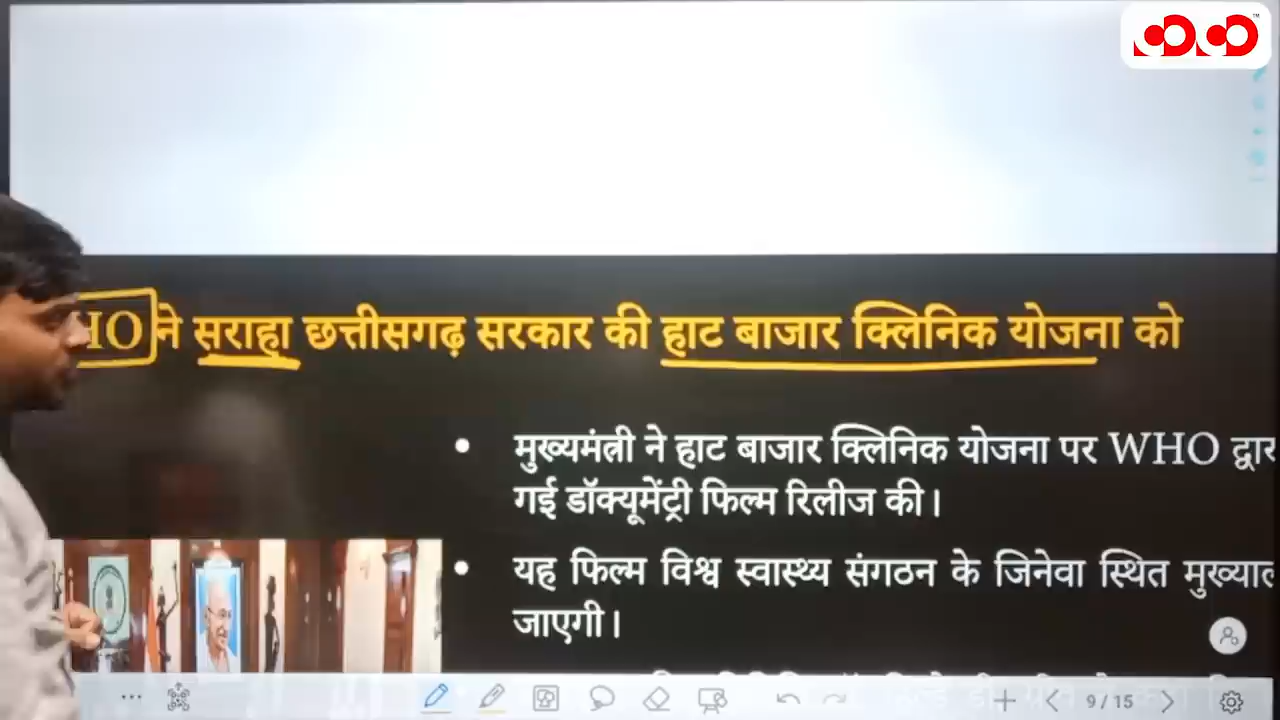 HO ने सराहा छत्तीसगढ़ सरकार की हाट बाजार क्लिनिक योजना को
• मुख्यमंत्री ने हाट बाजार क्लिनिक योजना पर WHO द्वार
गई डॉक्यूमेंट्री फिल्म रिलीज की।
• यह फिल्म विश्व स्वास्थ्य संगठन के जिनेवा स्थित मुख्याल
जाएगी।
9 / 15